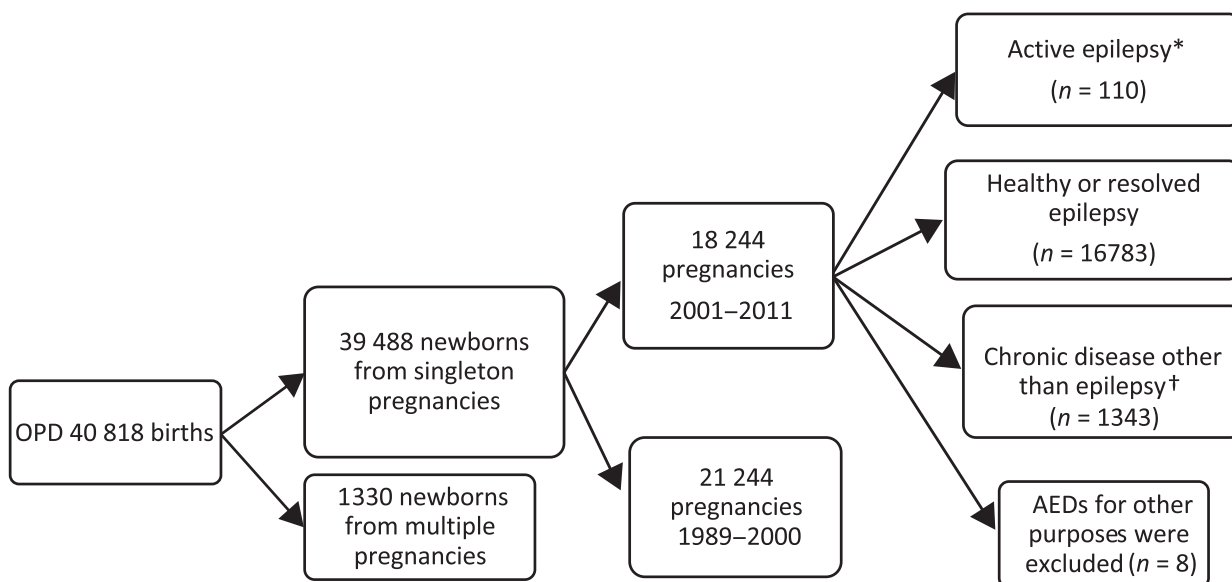 OPD 40 818 births
39 488 newborns
from singleton
pregnancies
1330 newborns
from multiple
pregnancies
18 244
pregnancies
2001–2011
21 244
pregnancies
1989–2000
Active epilepsy*
(n = 110)
Healthy or resolved
epilepsy
(n = 16783)
Chronic disease other
than epilepsy†
(n = 1343)
AEDs for other
purposes were
excluded (n = 8)